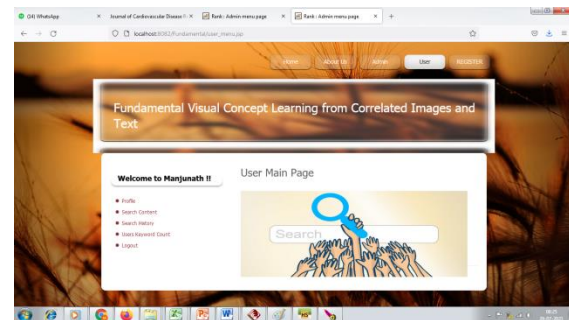 (24) WhatsApp
Journal of Cardiovascular Disease R
Rank : Admin menu page
Rank : Admin menu page
localhost:8082/Fundamental/user_menu.jsp
Home
About Us
Admin
User
REGISTER
Fundamental Visual Concept Learning from Correlated Images and
Text
Welcome to Manjunath !!
Profile
Search Content
Search History
Users Keyword Count
Logout
User Main Page
Search